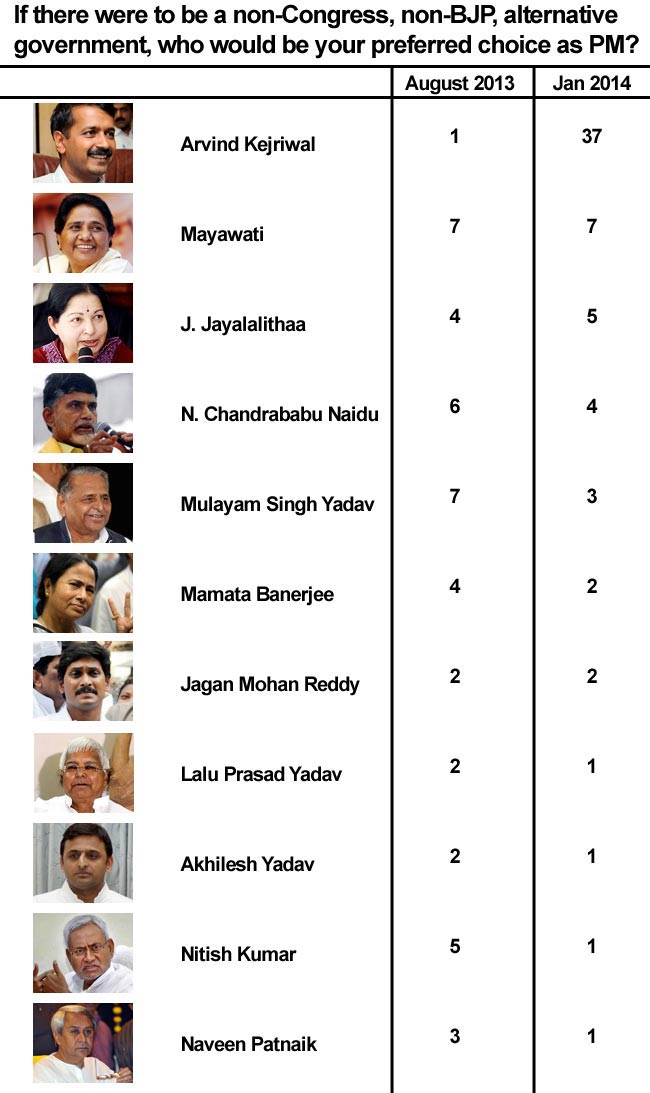 If there were to be a non-Congress, non-BJP, alternative
government, who would be your preferred choice as PM?
August 2013 Jan 2014
Arvind Kejriwal 1 37
Mayawati 7 7
J. Jayalalithaa 4 5
N. Chandrababu Naidu 6 4
Mulayam Singh Yadav 7 3
Mamata Banerjee 4 2
Jagan Mohan Reddy 2 2
Lalu Prasad Yadav 2 1
Akhilesh Yadav 2 1
Nitish Kumar 5 1
Naveen Patnaik 3 1